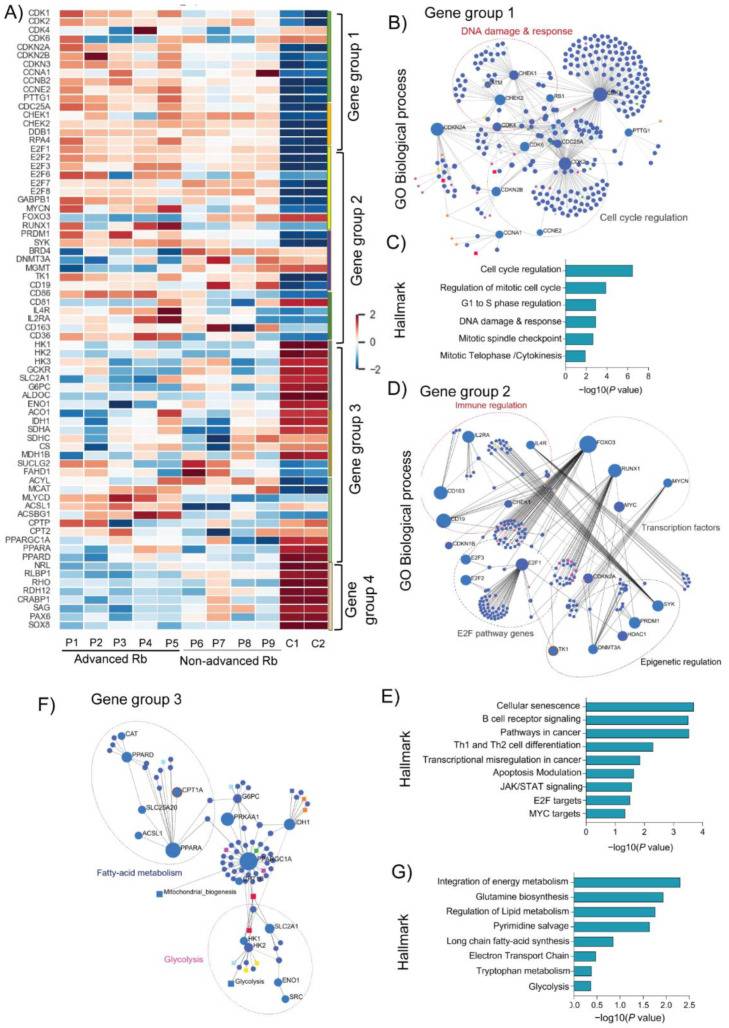 A)
CDK1
CDK2
CDK4
CDK6
CDKN2A
CDKN2B
CDKN3
CCNA1
CCNB2
CCNE2
PTTG1
CDC25A
CHEK1
CHEK2
DDB1
RPA4
E2F1
E2F2
E2F3
E2F6
E2F7
E2F8
GABPB1
MYCN
FOXO3
RUNX1
PRDM1
SYK
BRD4
DNMT3A
MGMT
TK1
CD19
CD86
CD81
IL4R
IL2RA
CD163
CD36
HK1
HK2
HK3
GCKR
SLC2A1
G6PC
ALDOC
ENO1
ACO1
IDH1
SDHA
SDHC
CS
MDH1B
SUCLG2
FAHD1
ACYL
MCAT
MLYCD
ACSL1
ACSBG1
CPTP
CPT2
PPARGC1A
PPARA
PPARD
NRL
RLBP1
RHO
RDH12
CRABP1
SAG
PAX6
SOX8
P1 P2 P3 P4 P5 P6 P7 P8 P9 C1 C2
Advanced Rb Non-advanced Rb
Gene group 1
Gene group 2
Gene group 3
Gene group 4
2
0
−2
B)
Gene group 1
GO Biological process
DNA damage & response
CHEK1
ATM
CHEK2
RB1
CDKN2A
CDK4
CDC25A
PTTG1
CDK6
CDKN2B
CCNA1
CCNE2
Cell cycle regulation
C)
Hallmark
Cell cycle regulation
Regulation of mitotic cell cycle
G1 to S phase regulation
DNA damage & response
Mitotic spindle checkpoint
Mitotic Telophase /Cytokinesis
0 2 4 6 8
−log10(P value)
D)
Gene group 2
GO Biological process
Immune regulation
IL2RA
IL4R
FOXO3
RUNX1
MYCN
CD163
CHEK1
MYC
CD19
Transcription factors
CDKN1B
E2F3
E2F1
E2F2
CDKN2A
SYK
PRDM1
HDAC1
E2F pathway genes
TK1
DNMT3A
Epigenetic regulation
E)
Hallmark
Cellular senescence
B cell receptor signaling
Pathways in cancer
Th1 and Th2 cell differentiation
Transcriptional misregulation in cancer
Apoptosis Modulation
JAK/STAT signaling
E2F targets
MYC targets
0 1 2 3 4
−log10(P value)
F)
Gene group 3
CAT
PPARD
CPT1A
SLC25A20
ACSL1
PPARA
G6PC
PRKAA1
IDH1
PPARGC1A
Fatty-acid metabolism
Mitochondrial_biogenesis
SLC2A1
HK1
HK2
Glycolysis
Glycolysis
ENO1
SRC
G)
Hallmark
Integration of energy metabolism
Glutamine biosynthesis
Regulation of Lipid metabolism
Pyrimidine salvage
Long chain fatty-acid synthesis
Electron Transport Chain
Tryptophan metabolism
Glycolysis
0.0 0.5 1.0 1.5 2.0 2.5
−log10(P value)